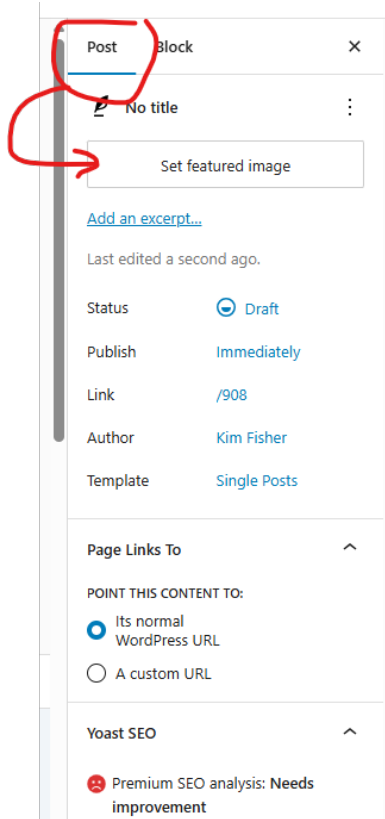 Post Block
No title
Set featured image
Add an excerpt...
Last edited a second ago.
Status Draft
Publish Immediately
Link /908
Author Kim Fisher
Template Single Posts
Page Links To
POINT THIS CONTENT TO:
Its normal
WordPress URL
A custom URL
Yoast SEO
Premium SEO analysis: Needs
improvement